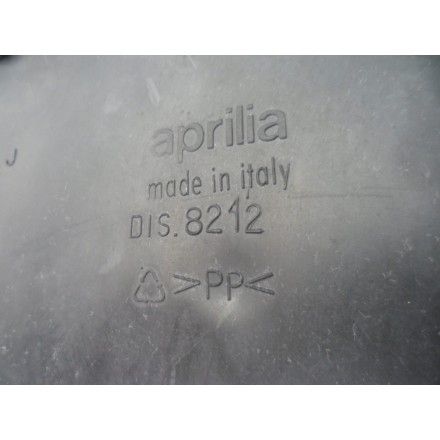 aprilia
made in italy
DIS. 8212
>PP<
J